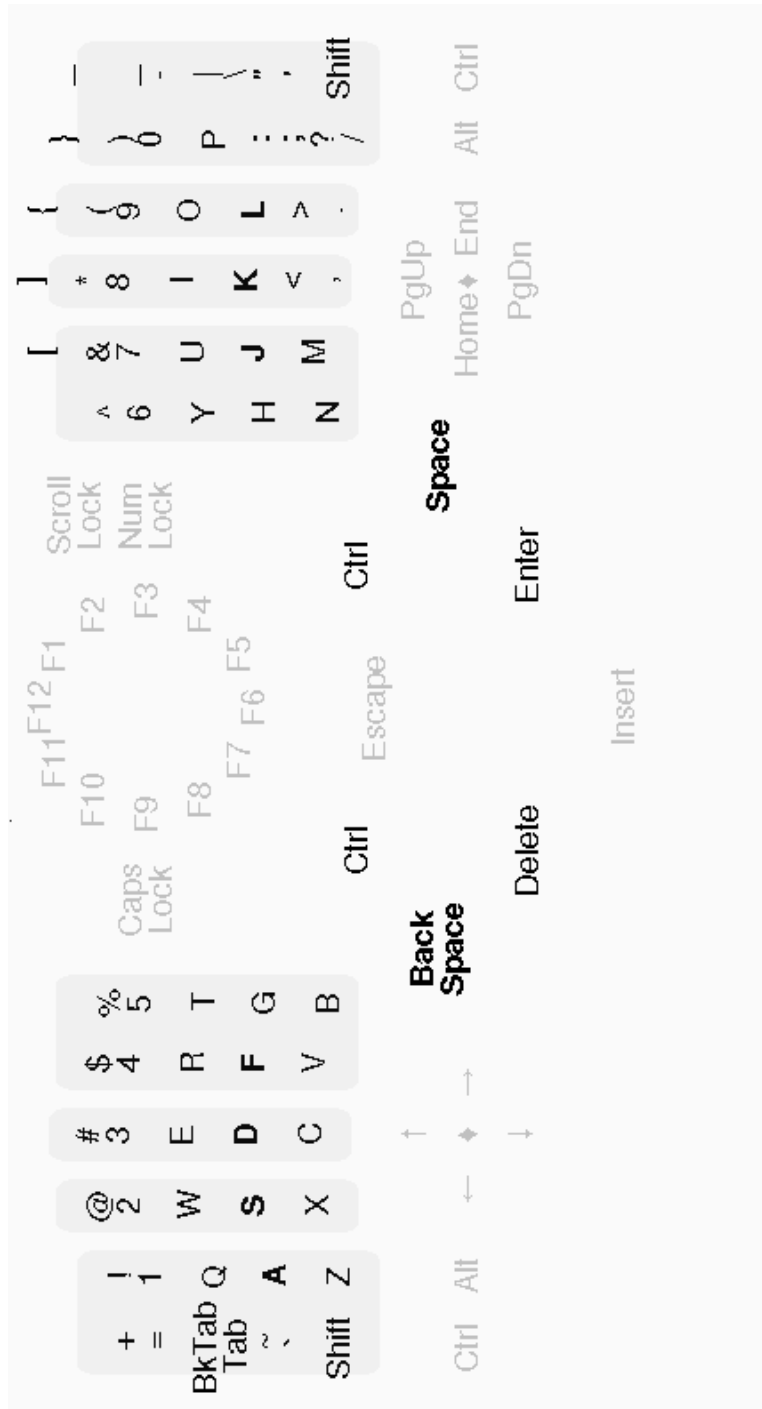 [ ] { } _
F11 F12 F1
Scroll Lock
F10 F2
+ ! @ # $ % ^ & * ( ) _
= 1 2 3 4 5 6 7 8 9 0 -
Caps Lock F9 F3 Num Lock
BkTab Q W E R T F8 F4 Y U I O P |
Tab \
F7 F6 F5
~ A S D F G H J K L : "
` ; '
Shift Z X C V B N M < > ? Shift
, . /
Ctrl Escape Ctrl
↑ PgUp
Back Space
Space
Ctrl Alt ← ♦ → Home ♦ End Alt Ctrl
↓ PgDn
Delete Enter
Insert